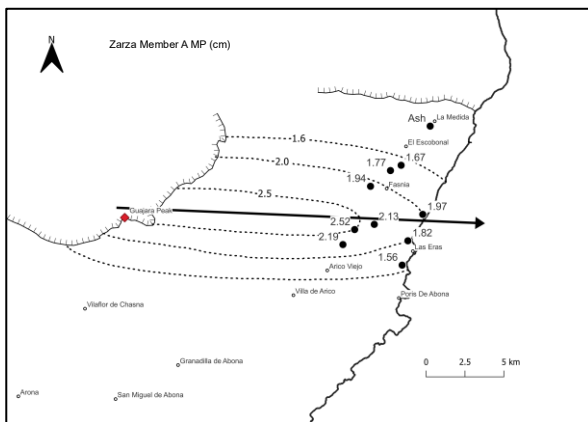 Zarza Member A MP (cm)
N
Ash
La Medida
1.6
El Escobonal
1.67
1.77
2.0
1.94
Fasnia
2.5
1.97
Guajara Peak
2.13
2.52
1.82
2.19
Las Eras
1.56
Arico Viejo
Villa de Arico
Poris De Abona
Vilaflor de Chasna
Granadilla de Abona
0 2.5 5 km
Arona
San Miguel de Abona